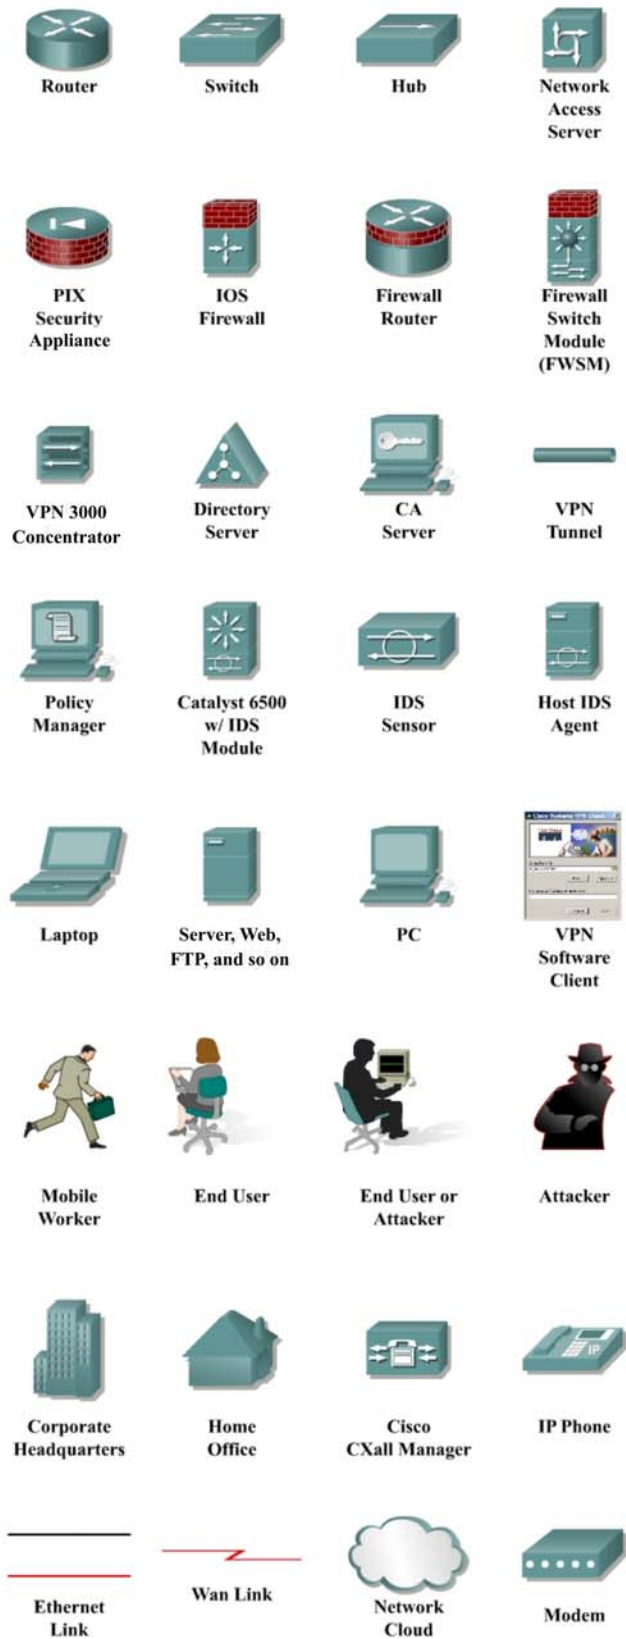 Router
Switch
Hub
Network
Access
Server
PIX
Security
Appliance
IOS
Firewall
Firewall
Router
Firewall
Switch
Module
(FWSM)
VPN 3000
Concentrator
Directory
Server
CA
Server
VPN
Tunnel
Policy
Manager
Catalyst 6500
w/ IDS
Module
IDS
Sensor
Host IDS
Agent
Laptop
Server, Web,
FTP, and so on
PC
VPN
Software
Client
Mobile
Worker
End User
End User or
Attacker
Attacker
Corporate
Headquarters
Home
Office
Cisco
CXall Manager
IP
IP Phone
Ethernet
Link
Wan Link
Network
Cloud
Modem